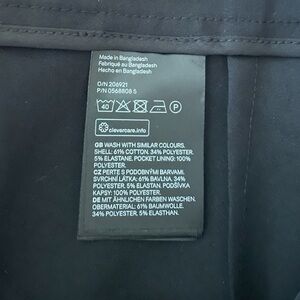 Made in Bangladesh
Fabriqué au Bangladesh
Hecho en Bangladesh
O/N 206921
P/N 0568808 5
40 P
clevercare.info
GB WASH WITH SIMILAR COLOURS.
SHELL: 61% COTTON. 34% POLYESTER.
5% ELASTANE. POCKET LINING: 100%
POLYESTER.
CZ PERTE S PODOBNÝMI BARVAMI.
SVRCHNÍ LÁTKA: 61% BAVLNA. 34%
POLYESTER. 5% ELASTAN. PODŠÍVKA
KAPSY: 100% POLYESTER.
DE MIT ÄHNLICHEN FARBEN WASCHEN.
OBERMATERIAL: 61% BAUMWOLLE.
34% POLYESTER. 5% ELASTHAN.